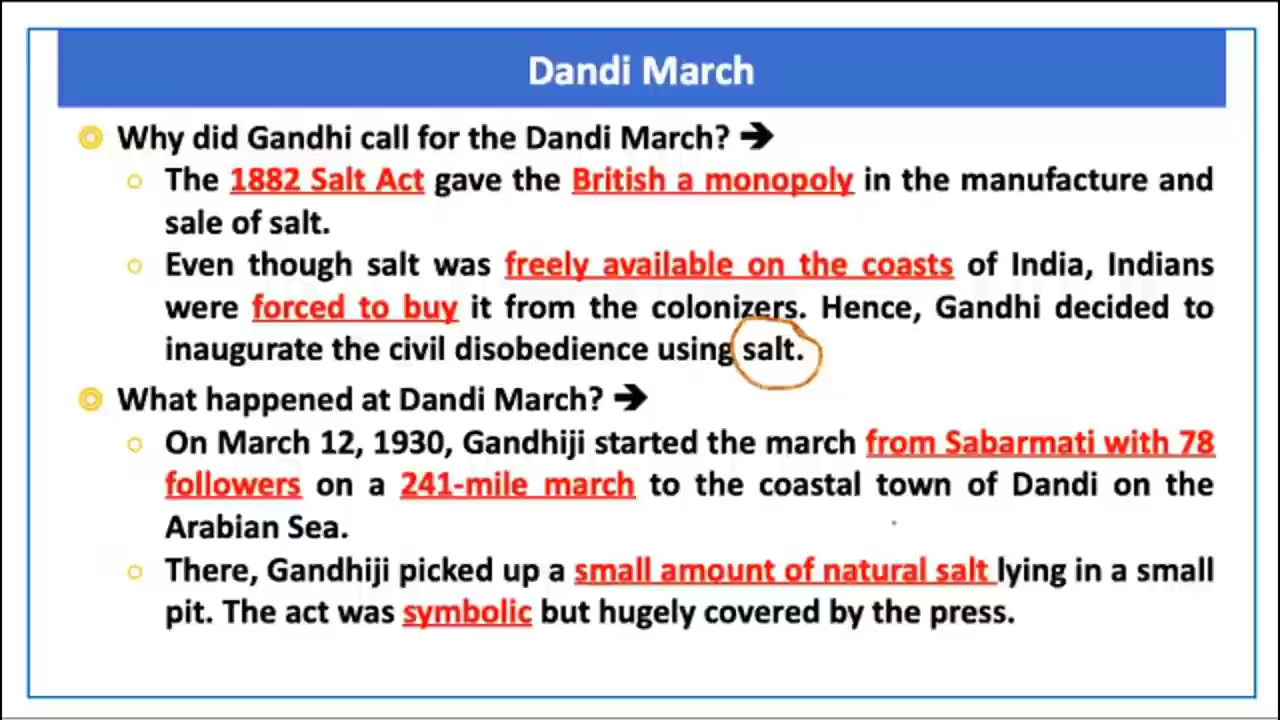 Dandi March
Why did Gandhi call for the Dandi March? ➔
The 1882 Salt Act gave the British a monopoly in the manufacture and
sale of salt.
Even though salt was freely available on the coasts of India, Indians
were forced to buy it from the colonizers. Hence, Gandhi decided to
inaugurate the civil disobedience using salt.
What happened at Dandi March? ➔
On March 12, 1930, Gandhiji started the march from Sabarmati with 78
followers on a 241-mile march to the coastal town of Dandi on the
Arabian Sea.
There, Gandhiji picked up a small amount of natural salt lying in a small
pit. The act was symbolic but hugely covered by the press.